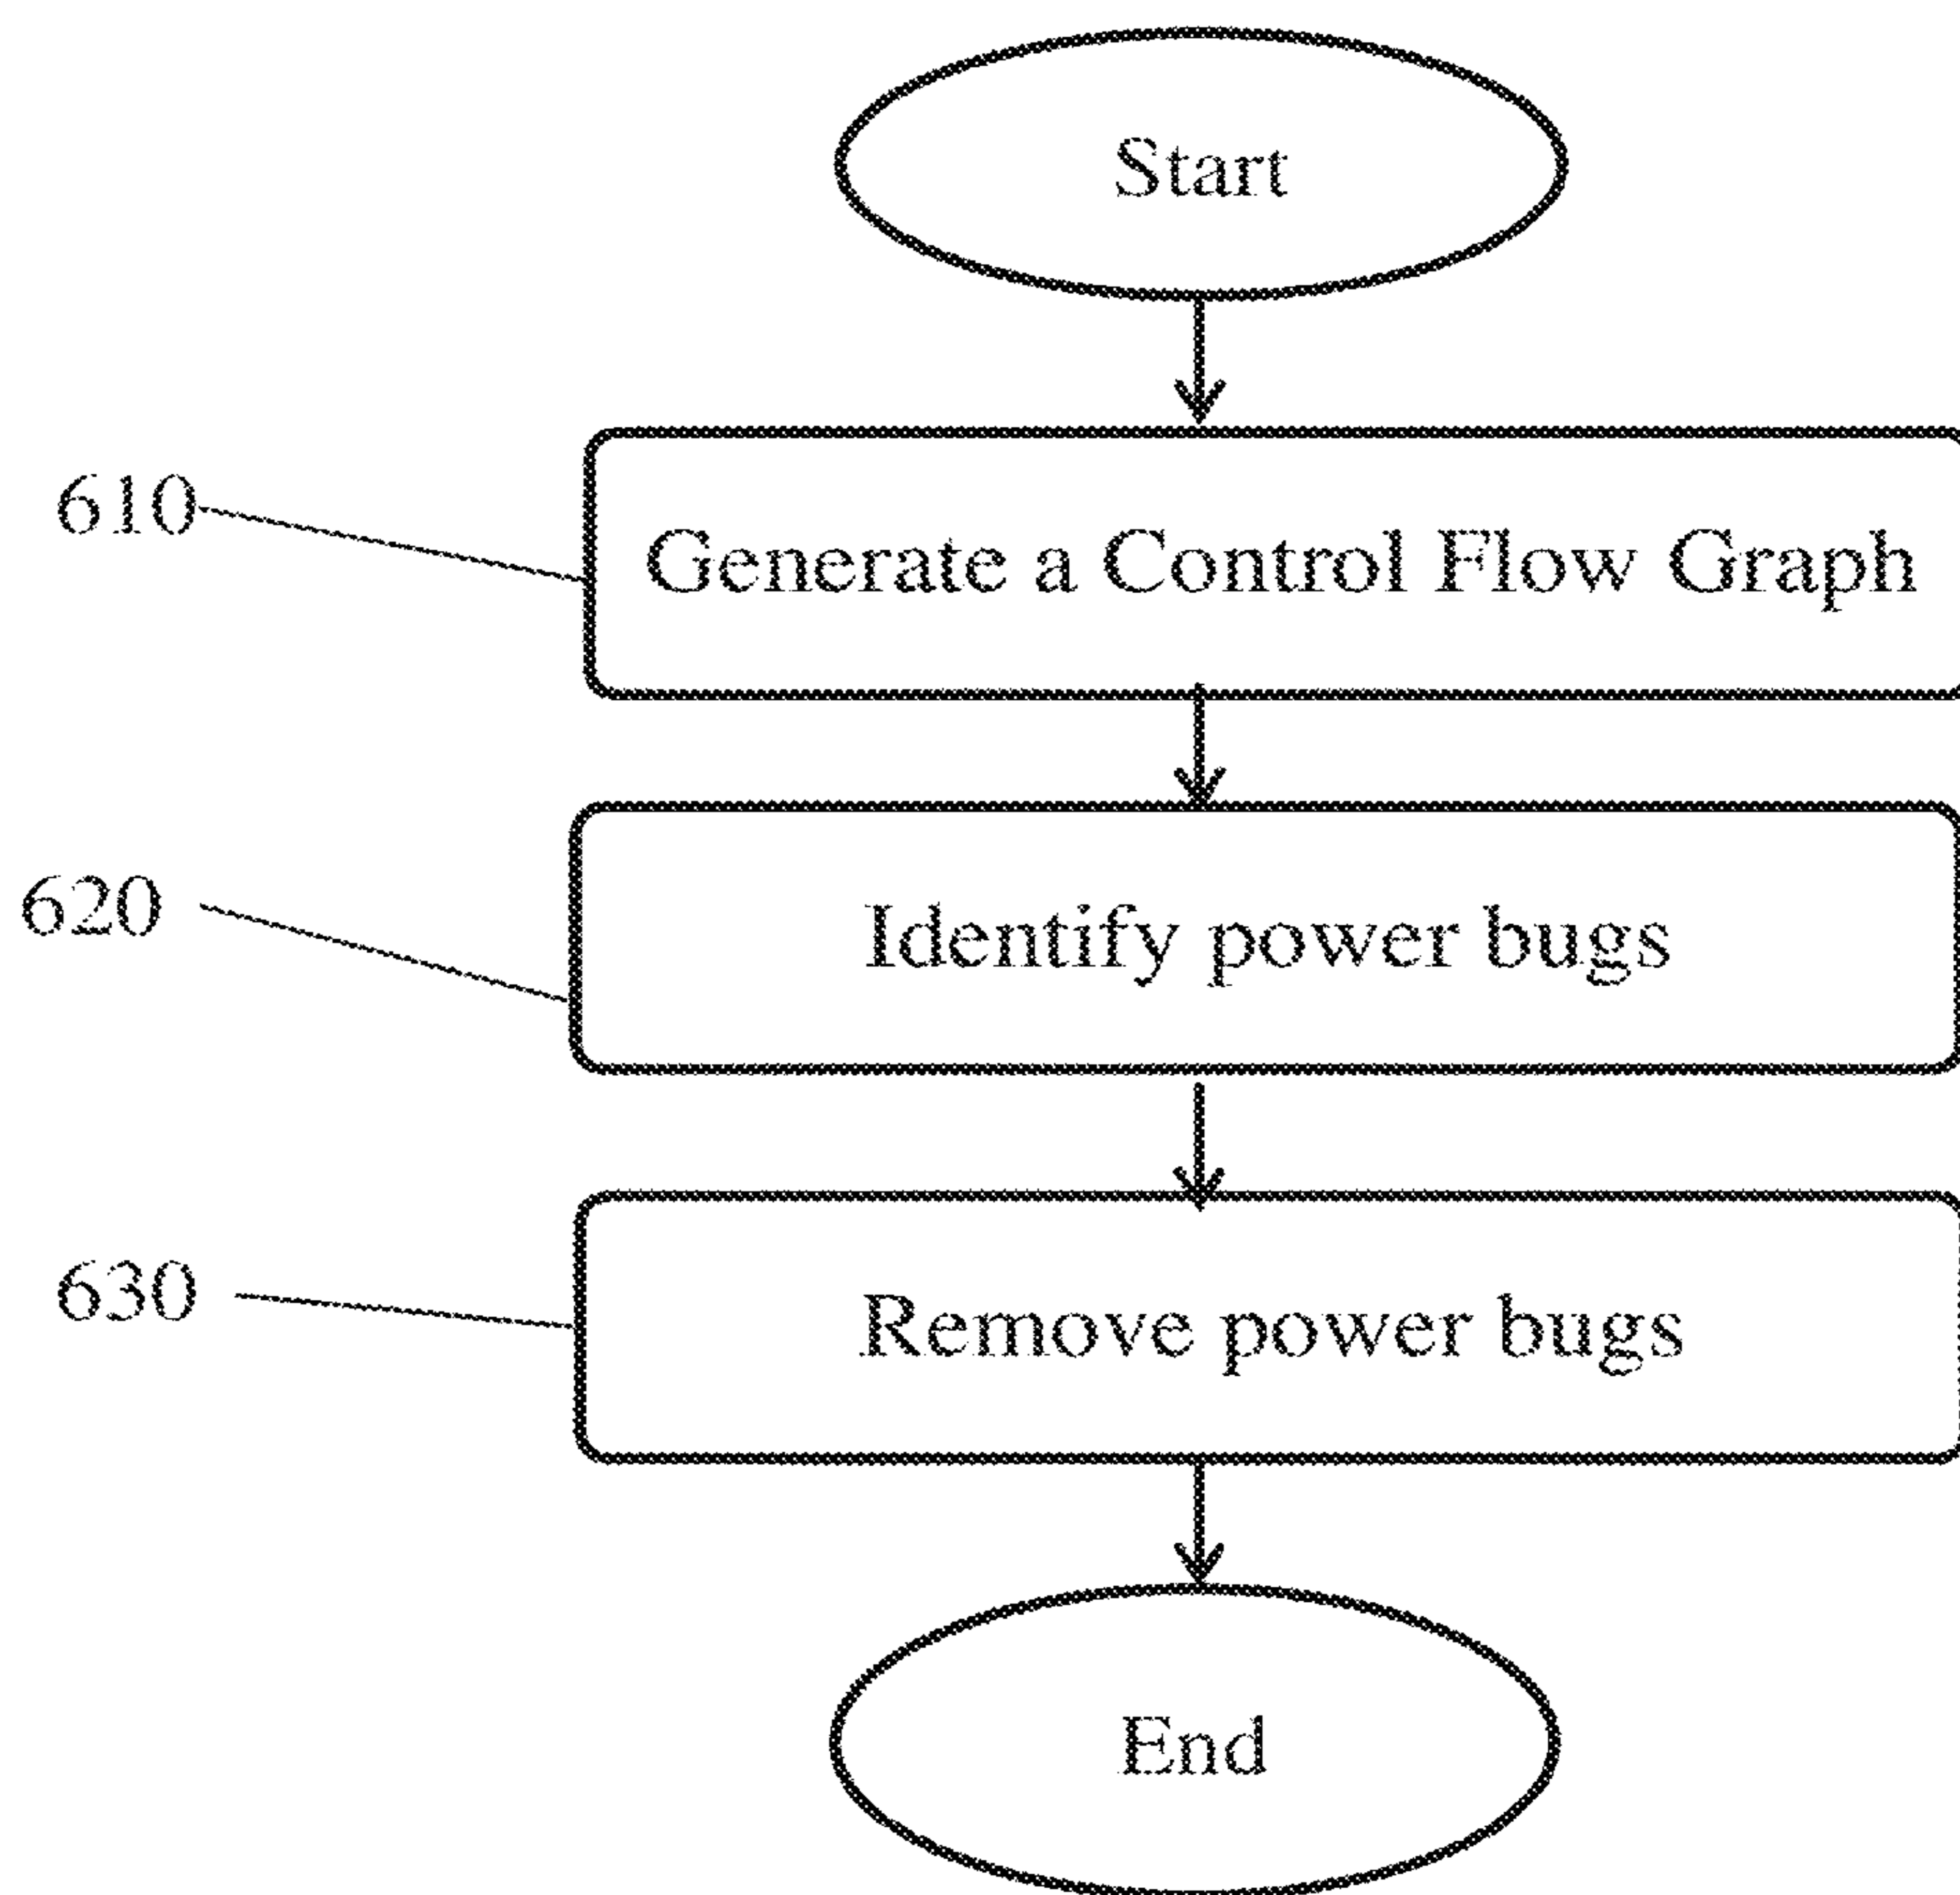 Start
610
Generate a Control Flow Graph
620
Identify power bugs
630
Remove power bugs
End